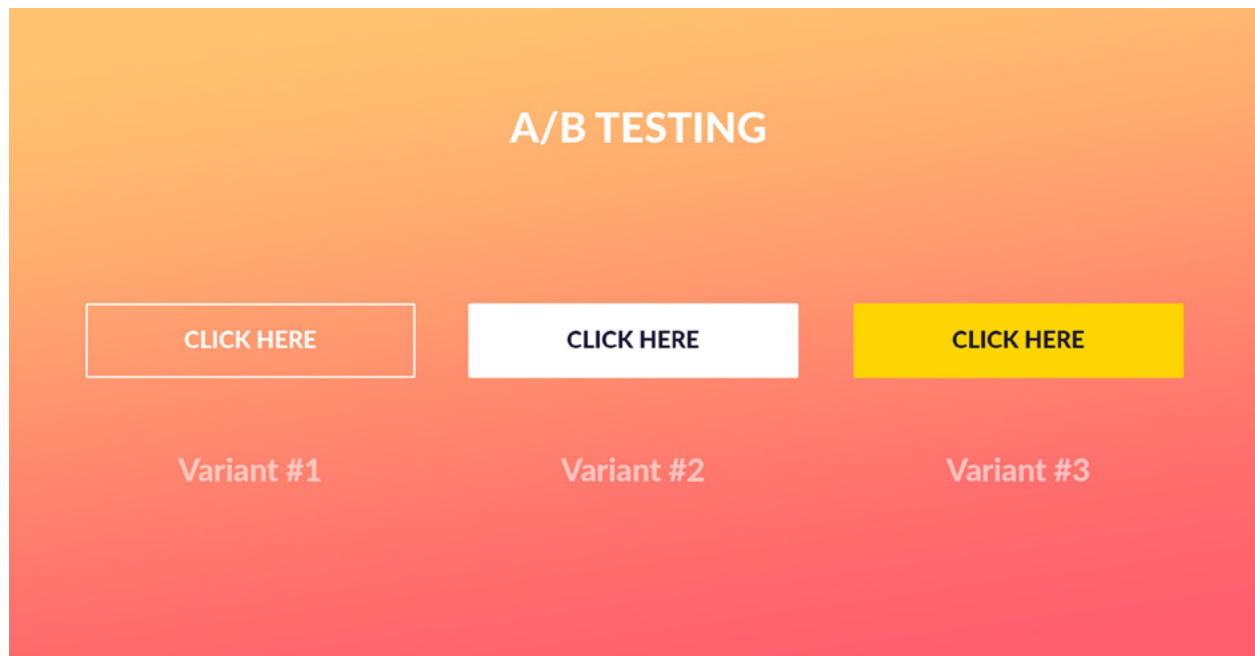 A/B TESTING
CLICK HERE
CLICK HERE
CLICK HERE
Variant #1
Variant #2
Variant #3